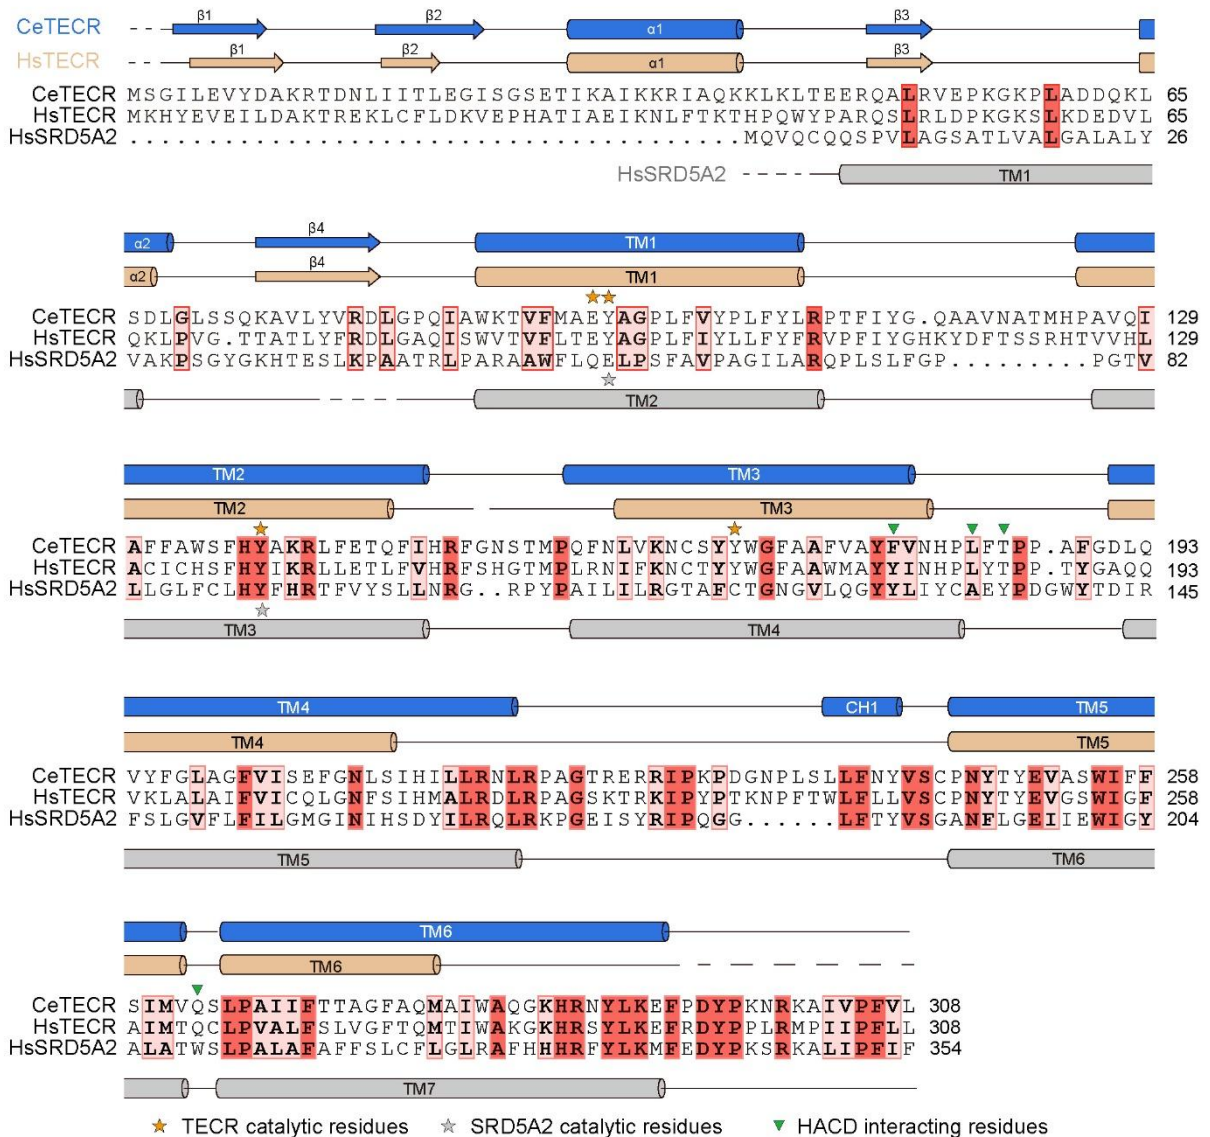 β1 β2 α1 β3
CeTECR
β1 β2 α1 β3
HsTECR
CeTECR MSGILEVYDAKRTDNLIITLEGISGSETIKAIKKRIAQKKLKLTEERQALRVEPKGKPLADDQKL 65
HsTECR MKHYEVEILDAKTREKLCFLDKVEPHATIAEIKNLFTKTHPQWYPARQSLRLDPKGKSLKDEDVL 65
HsSRD5A2 .......................................MQVQCQQSPVLAGSATLVALGALALY 26
HsSRD5A2 TM1
α2 β4 TM1
α2 β4 TM1
CeTECR SDLGLSSQKAVLYVRDLGPQIAWKTVFMAEYAGPLFVYPLFYLRPTFIYG.QAAVNATMHPAVQI 129
HsTECR QKLPVG.TTATLYFRDLGAQISWVTVFLTEYAGPLFIYLLFYFRVPFIYGHKYDFTSSRHTVVHL 129
HsSRD5A2 VAKPSGYGKHTESLKPAATRLPARAAWFLQELPSFAVPAGILARQPLSLFGP.........PGTV 82
TM2
TM2 TM3
TM2 TM3
CeTECR AFFAWSFHYAKRLFETQFIHRFGNSTMPQFNLVKNCSYYWGFAAFVAYFVNHPLFTPP.AFGDLQ 193
HsTECR ACICHSFHYIKRLLETLFVHRFSHGTMPLRNIFKNCTYYWGFAAWMAYYINHPLYTPP.TYGAQQ 193
HsSRD5A2 LLGLFCLHYFHRTFVYSLLNRG..RPYPAILILRGTAFCTGNGVLQGYYLIYCAEYPDGWYTDIR 145
TM3 TM4
TM4 CH1 TM5
TM4 TM5
CeTECR VYFGLAGFVISEFGNLSIHILLRNLRPAGTRERRIPKPDGNPLSLLFNYVSCPNYTYEVASWIFF 258
HsTECR VKLALAIFVICQLGNFSIHMALRDLRPAGSKTRKIPYPTKNPFTWLFLLVSCPNYTYEVGSWIGF 258
HsSRD5A2 FSLGVFLFILGMGINIHSDYILRQLRKPGEISYRIPQGG......LFTYVSGANFLGEIIEWIGY 204
TM5 TM6
TM6
TM6
CeTECR SIMVQSLPAIIFTTAGFAQMAIWAQGKHRNYLKEFPDYPKNRKAIVPFVL 308
HsTECR AIMTQCLPVALFSLVGFTQMTIWAKGKHRSYLKEFRDYPPLRMPIIPFLL 308
HsSRD5A2 ALATWSLPALAFAFFSLCFLGLRAFHHHRFYLKMFEDYPKSRKALIPFIF 354
TM7
TECR catalytic residues SRD5A2 catalytic residues HACD interacting residues